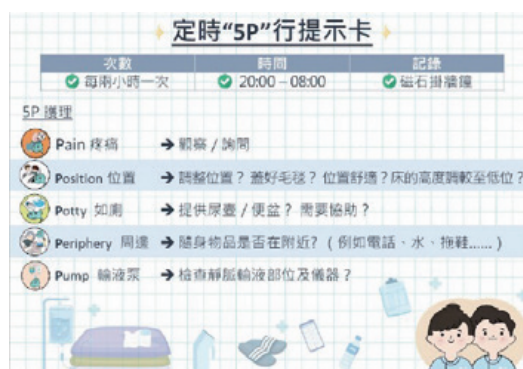 定時“5P”行提示卡
次數 時間 記錄
每兩小時一次 20:00 – 08:00 磁石掛牆鐘
5P 護理
Pain 疼痛 → 觀察 / 詢問
Position 位置 → 調整位置？ 蓋好毛毯？ 位置舒適？床的高度調較至低位？
Potty 如廁 → 提供尿壺 / 便盆？ 需要協助？
Periphery 周邊 → 隨身物品是否在附近？（例如電話、水、拖鞋......）
Pump 輸液泵 → 檢查靜脈輸液部位及儀器？